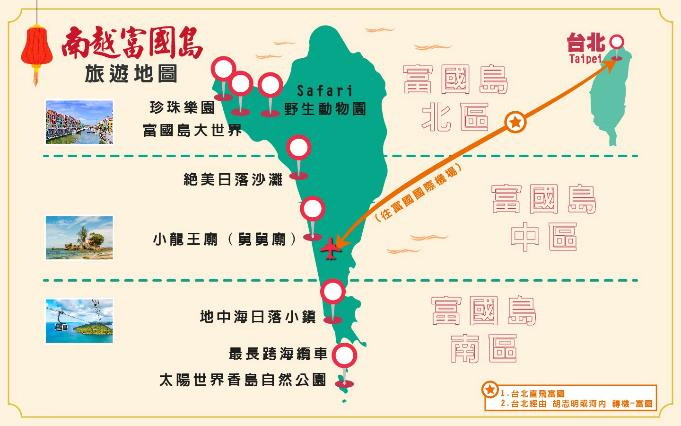 南越富國島
旅遊地圖
台北
Taipei
富國島
北區
Safari
野生動物園
珍珠樂園
富國島大世界
絕美日落沙灘
(往富國國際機場)
富國島
中區
小龍王廟（舅舅廟）
地中海日落小鎮
富國島
南區
最長跨海纜車
太陽世界香島自然公園
1.台北直飛富國
2.台北經由 胡志明或河內 轉機-富國